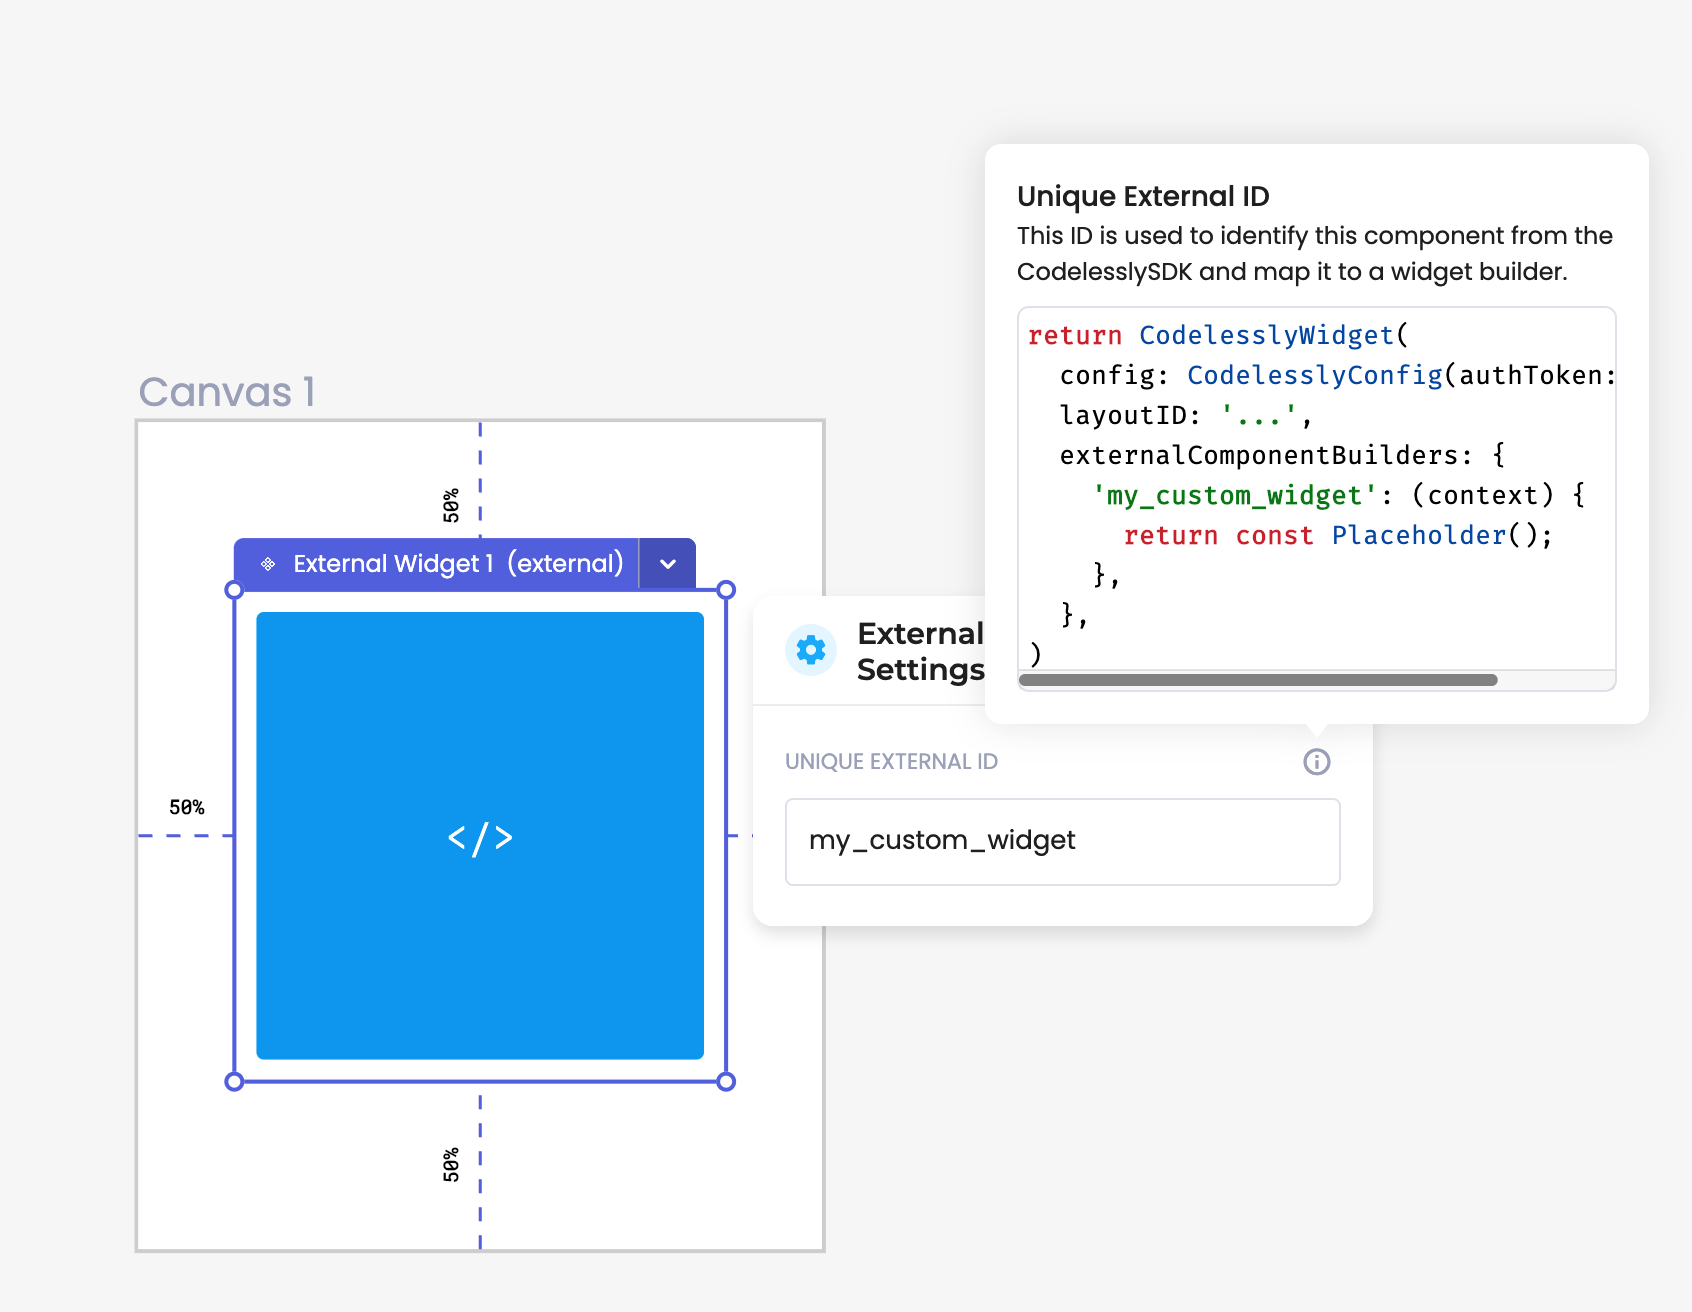 Unique External ID
This ID is used to identify this component from the
CodelesslySDK and map it to a widget builder.
return CodelesslyWidget(
  config: CodelesslyConfig(authToken:
  layoutID: '...',
  externalComponentBuilders: {
    'my_custom_widget': (context) {
      return const Placeholder();
    },
  },
)
Canvas 1
50%
External Widget 1 (external)
</>
50%
50%
External
Settings
UNIQUE EXTERNAL ID
my_custom_widget